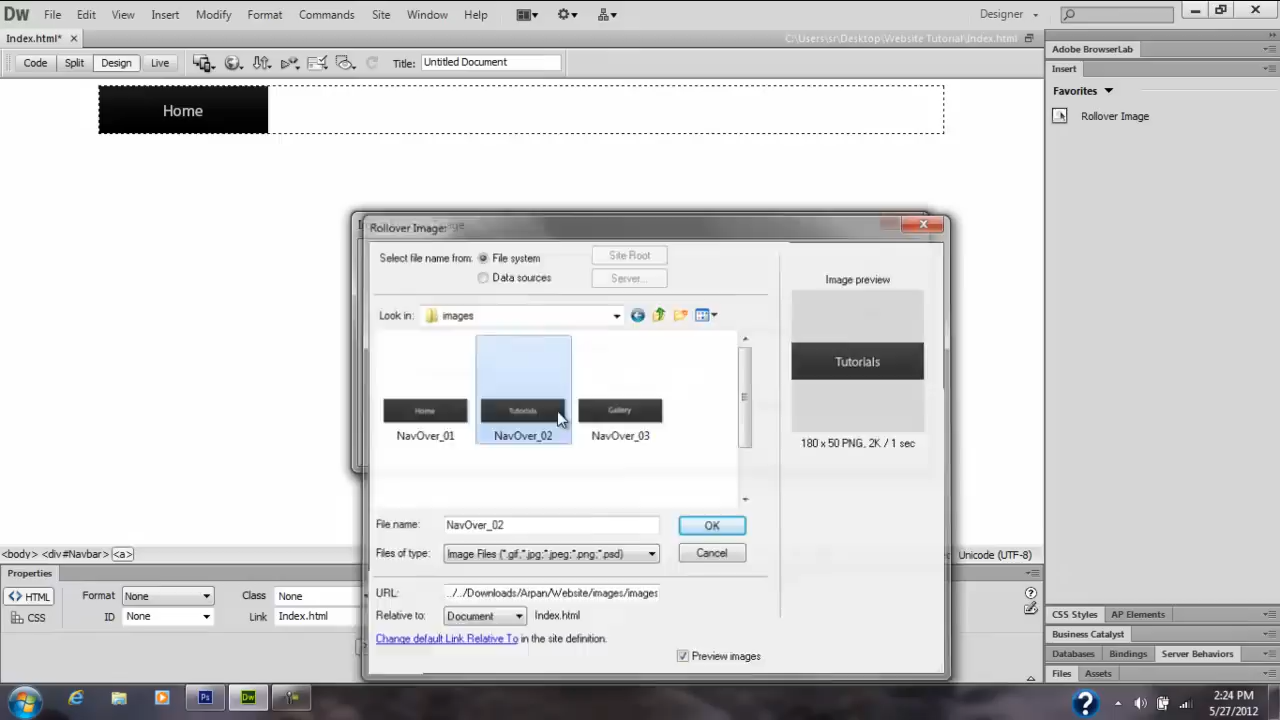 Dw File Edit View Insert Modify Format Commands Site Window Help Designer
Index.html* C:\Users\sr\Desktop\Website Tutorial\Index.html
Code Split Design Live Title: Untitled Document
Adobe BrowserLab
Insert
Favorites
Rollover Image
Home
Rollover Image:
Select file name from: File system Site Root
Data sources Server...
Image preview
Look in: images
Tutorials
Home Tutorials Gallery
NavOver_01 NavOver_02 NavOver_03
180 x 50 PNG, 2K / 1 sec
File name: NavOver_02 OK
Files of type: Image Files (*.gif;*.jpg;*.jpeg;*.png;*.psd) Cancel
URL: ../../Downloads/Arpan/Website/images/images
Relative to: Document Index.html
Change default Link Relative To in the site definition.
Preview images
<body> <div#Navbar> <a> Unicode (UTF-8)
Properties
HTML Format None Class None
CSS ID None Link Index.html
CSS Styles AP Elements
Business Catalyst
Databases Bindings Server Behaviors
Files Assets
Ps Dw
2:24 PM
5/27/2012